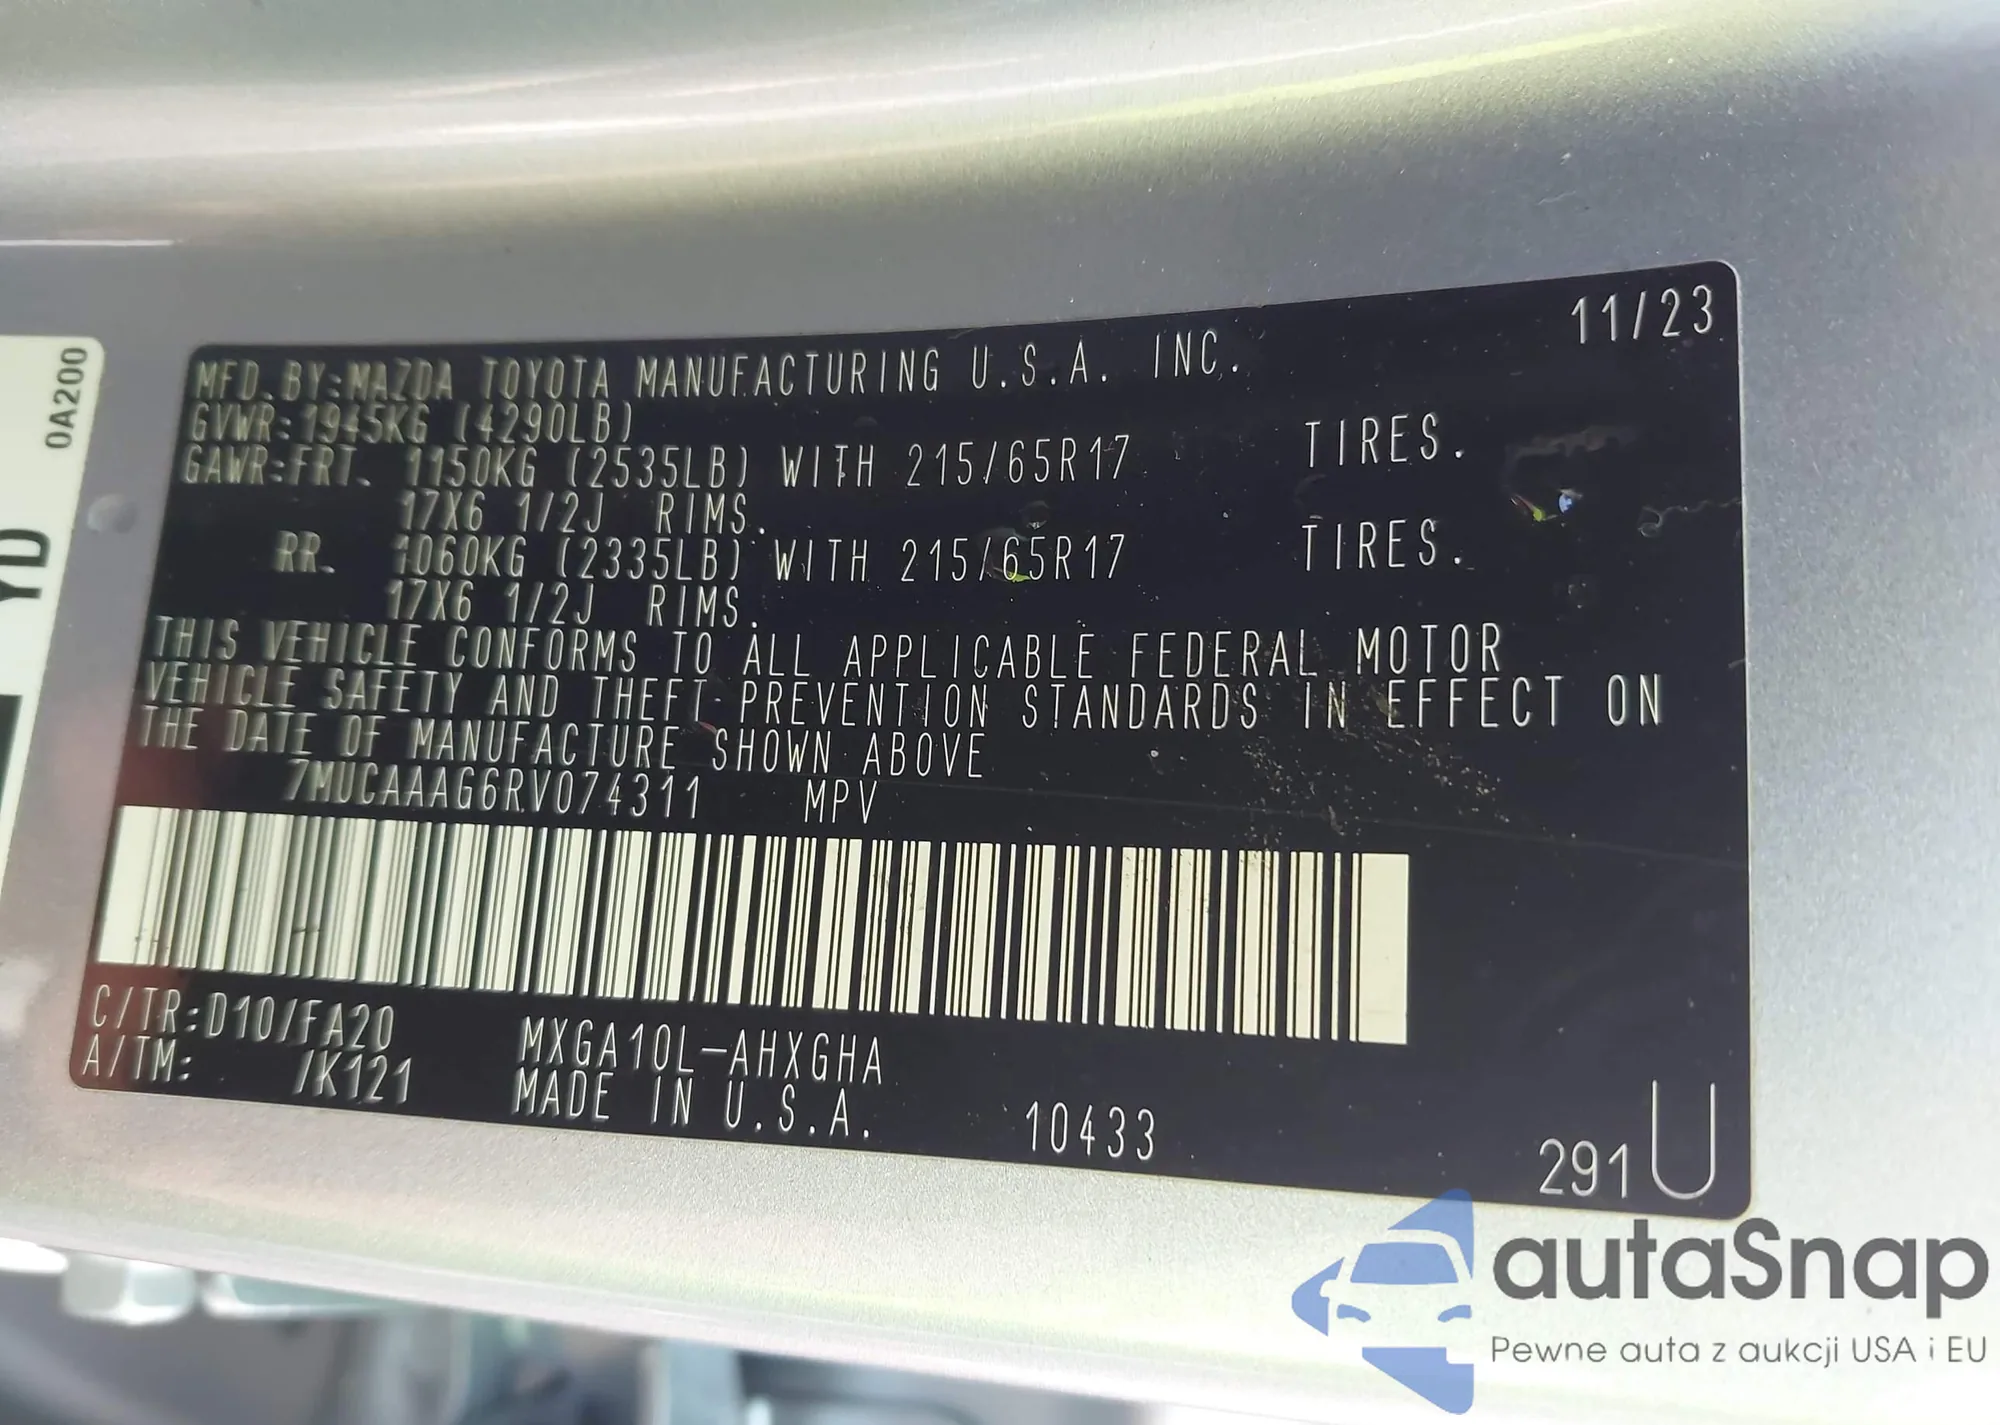 11/23
MFD. BY:MAZDA TOYOTA MANUFACTURING U.S.A. INC.
GVWR:1945KG (4290LB)
GAWR:FRT. 1150KG (2535LB) WITH 215/65R17 TIRES.
17X6 1/2J RIMS.
RR. 1060KG (2335LB) WITH 215/65R17 TIRES.
17X6 1/2J RIMS.
THIS VEHICLE CONFORMS TO ALL APPLICABLE FEDERAL MOTOR
VEHICLE SAFETY AND THEFT PREVENTION STANDARDS IN EFFECT ON
THE DATE OF MANUFACTURE SHOWN ABOVE
7MUCAAAG6RV074311 MPV
C/TR:D10/FA20 MXGA10L-AHXGHA
A/TM: /K121 MADE IN U.S.A. 10433
291U
0A200
YD
autaSnap
Pewne auta z aukcji USA i EU